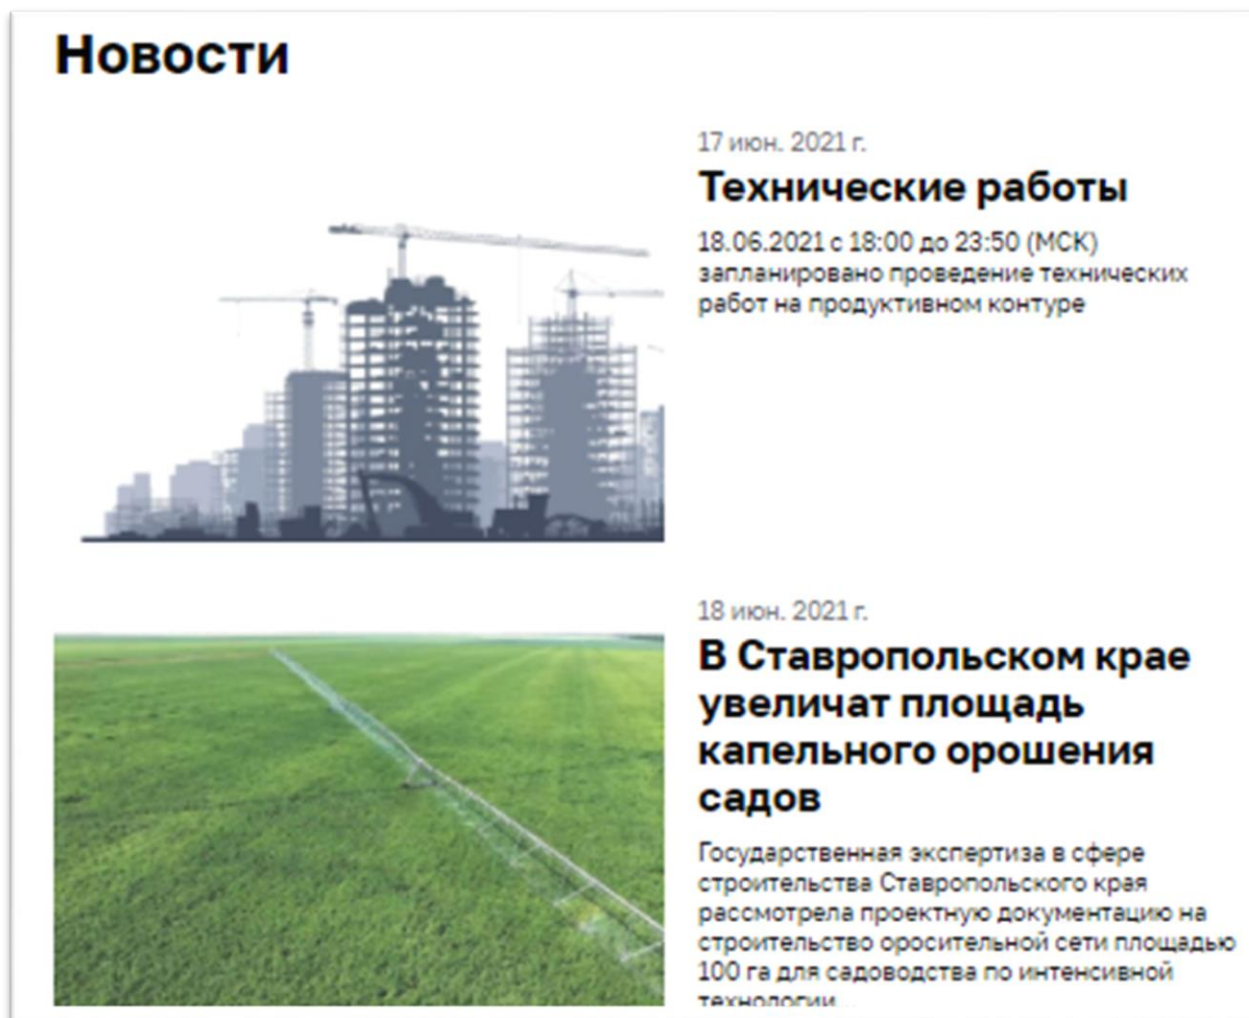 Новости
17 июн. 2021 г.
Технические работы
18.06.2021 с 18:00 до 23:50 (МСК)
запланировано проведение технических
работ на продуктивном контуре
18 июн. 2021 г.
В Ставропольском крае
увеличат площадь
капельного орошения
садов
Государственная экспертиза в сфере
строительства Ставропольского края
рассмотрела проектную документацию на
строительство оросительной сети площадью
100 га для садоводства по интенсивной
технологии...